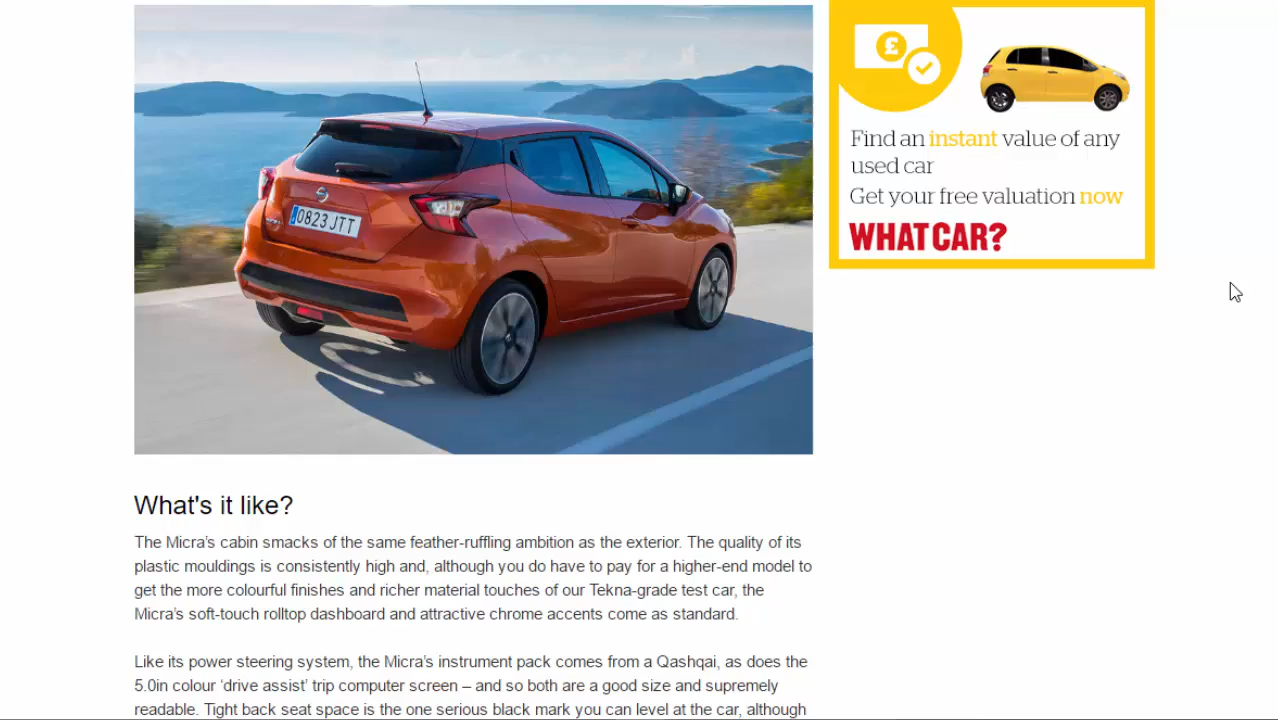 0823JTT
£
Find an instant value of any
used car
Get your free valuation now
WHAT CAR?
What's it like?
The Micra’s cabin smacks of the same feather-ruffling ambition as the exterior. The quality of its
plastic mouldings is consistently high and, although you do have to pay for a higher-end model to
get the more colourful finishes and richer material touches of our Tekna-grade test car, the
Micra’s soft-touch rolltop dashboard and attractive chrome accents come as standard.
Like its power steering system, the Micra’s instrument pack comes from a Qashqai, as does the
5.0in colour ‘drive assist’ trip computer screen – and so both are a good size and supremely
readable. Tight back seat space is the one serious black mark you can level at the car, although